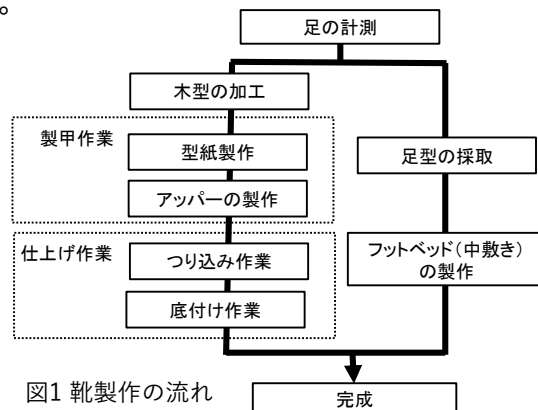 。
足の計測
木型の加工
製甲作業
型紙製作
アッパーの製作
足型の採取
仕上げ作業
つり込み作業
底付け作業
フットベッド(中敷き)
の製作
図1 靴製作の流れ
完成